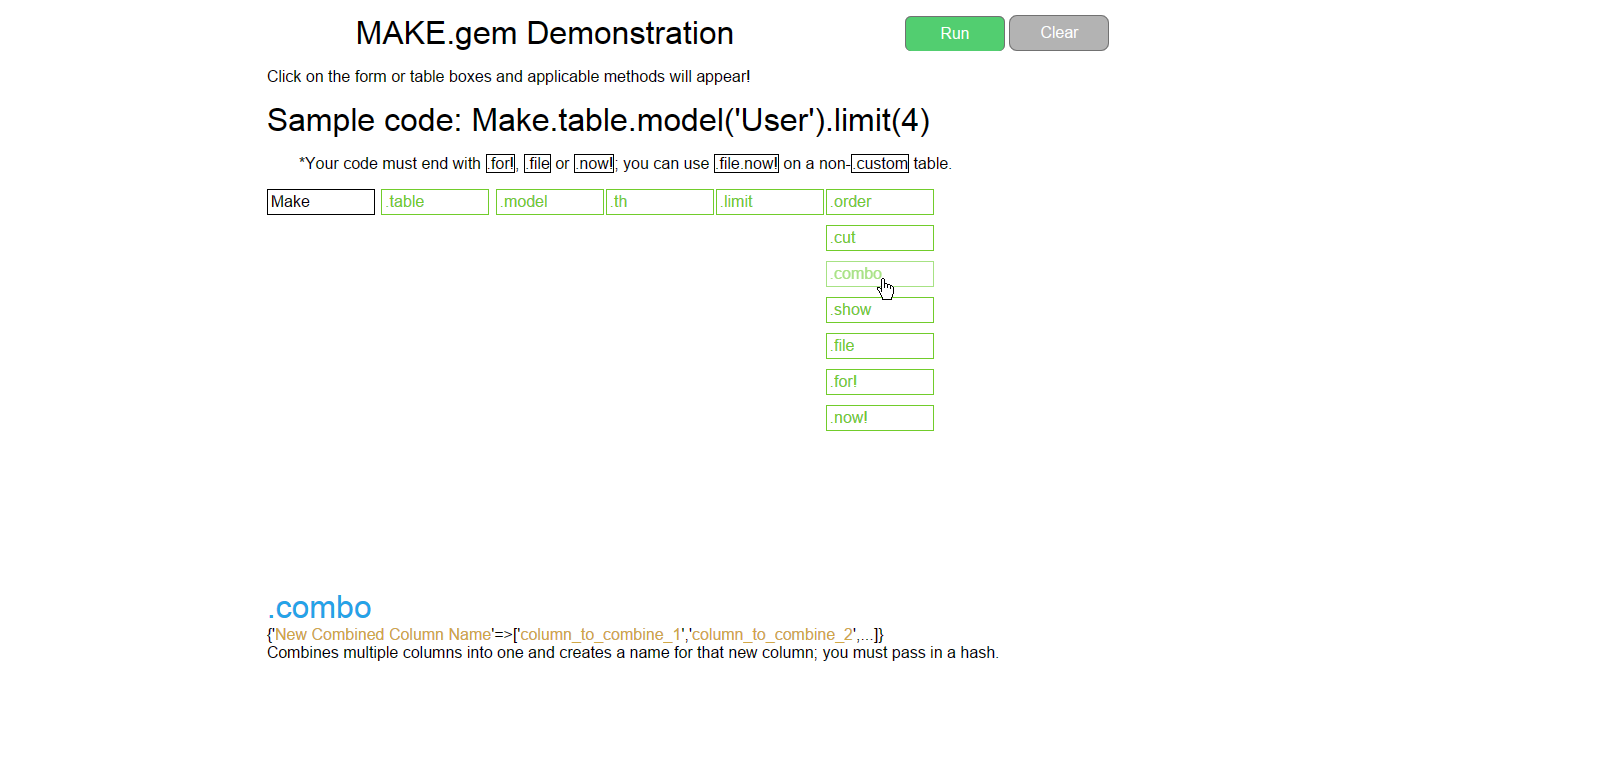 MAKE.gem Demonstration
Run
Clear
Click on the form or table boxes and applicable methods will appear!
Sample code: Make.table.model('User').limit(4)
*Your code must end with .for!, .file or .now!; you can use .file.now! on a non-.custom table.
Make .table .model .th .limit .order
.cut
.combo
.show
.file
.for!
.now!
.combo
{'New Combined Column Name'=>['column_to_combine_1','column_to_combine_2',...]}
Combines multiple columns into one and creates a name for that new column; you must pass in a hash.